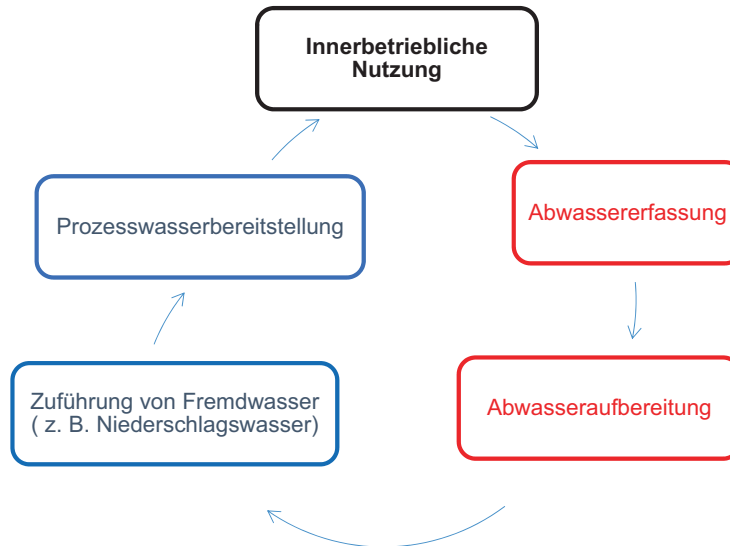 Innerbetriebliche
Nutzung
Abwassererfassung
Abwasseraufbereitung
Zuführung von Fremdwasser
( z. B. Niederschlagswasser)
Prozesswasserbereitstellung